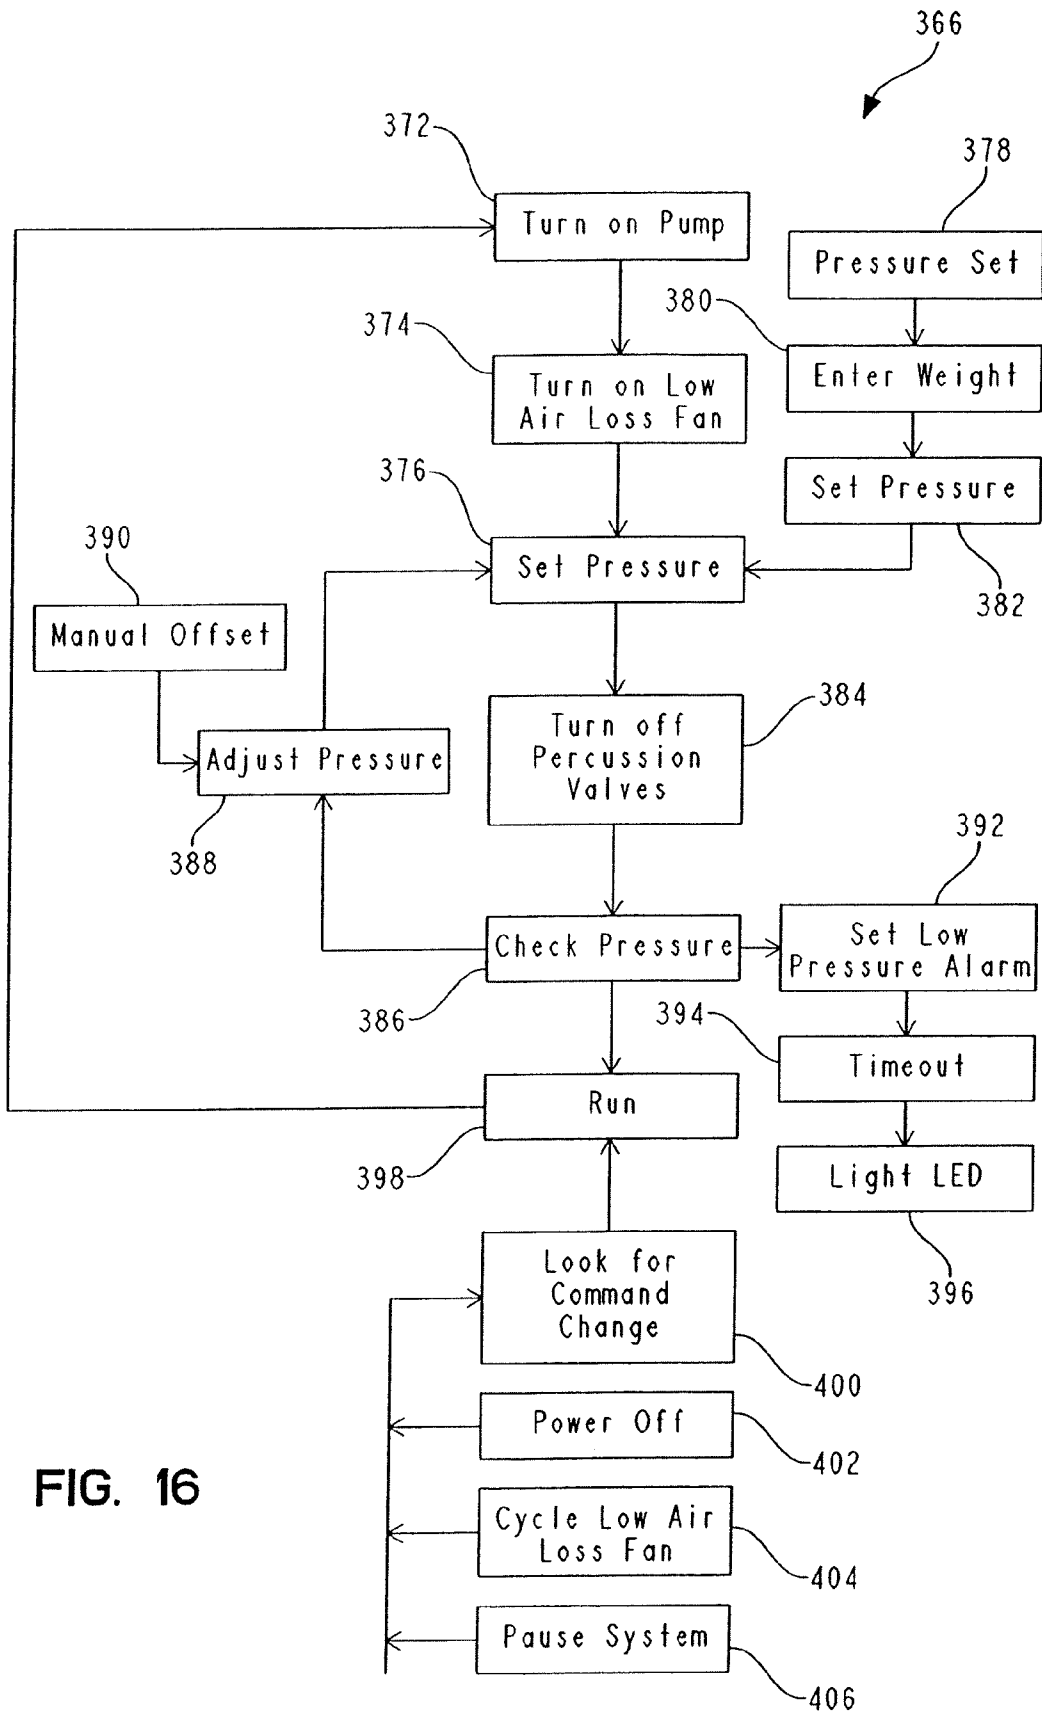 366
372
Turn on Pump
378
Pressure Set
380
Enter Weight
374
Turn on Low
Air Loss Fan
Set Pressure
382
376
Set Pressure
390
Manual Offset
Adjust Pressure
388
384
Turn off
Percussion
Valves
392
Set Low
Pressure Alarm
Check Pressure
386
394
Timeout
Run
398
Light LED
396
Look for
Command
Change
400
Power Off
402
FIG. 16
Cycle Low Air
Loss Fan
404
Pause System
406